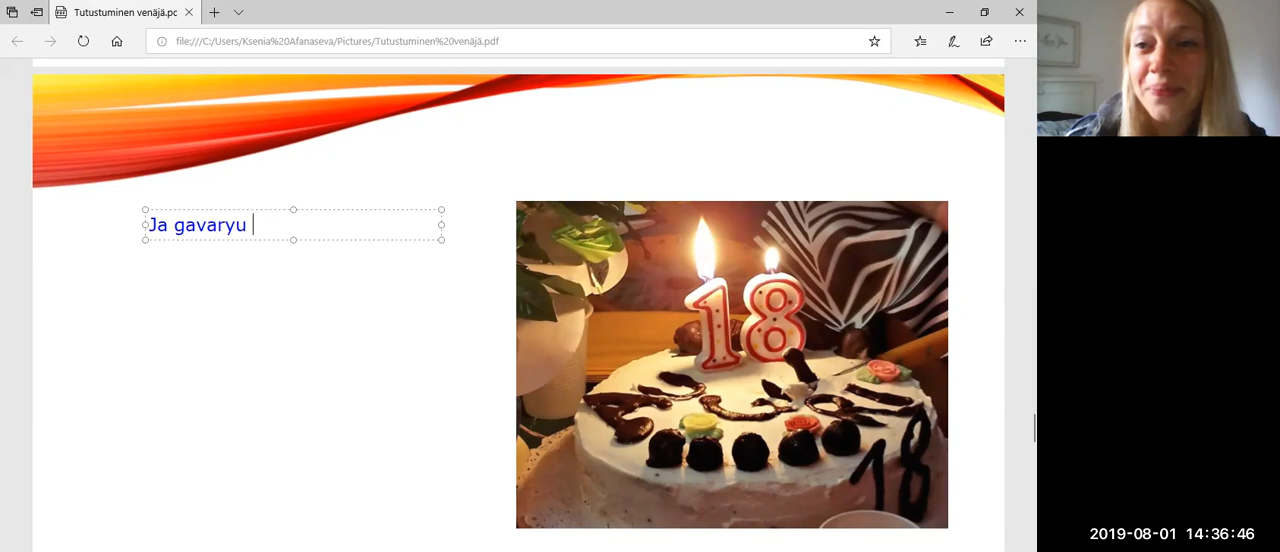 Tutustuminen venäja.pc
file:///C:/Users/Ksenia%20Afanaseva/Pictures/Tutustuminen%20venäjä.pdf
Ja gavaryu
18
18
2019-08-01 14:36:46